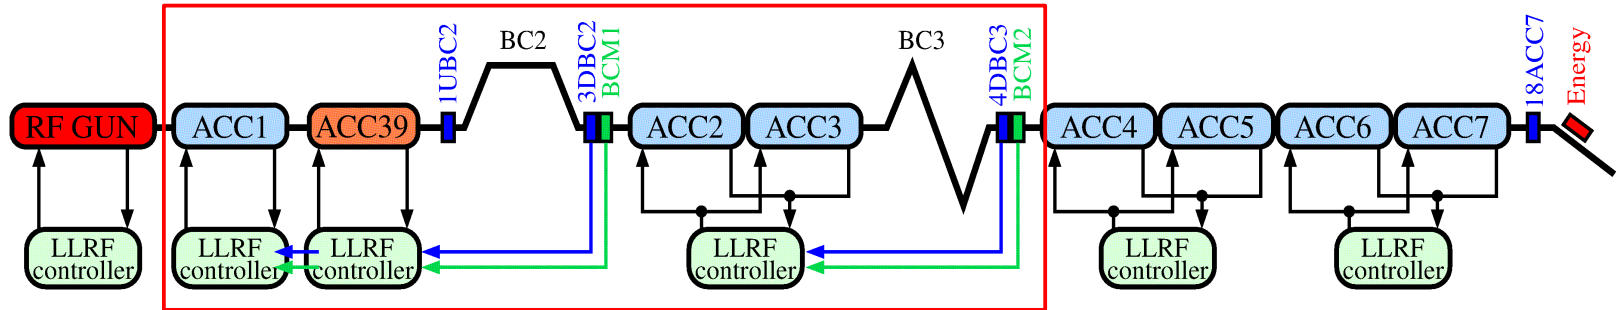 1UBC2
BC2
3DBC2
BCM1
BC3
4DBC3
BCM2
18ACC7
Energy
RF GUN
ACC1
ACC39
ACC2
ACC3
ACC4
ACC5
ACC6
ACC7
LLRF
controller
LLRF
controller
LLRF
controller
LLRF
controller
LLRF
controller
LLRF
controller